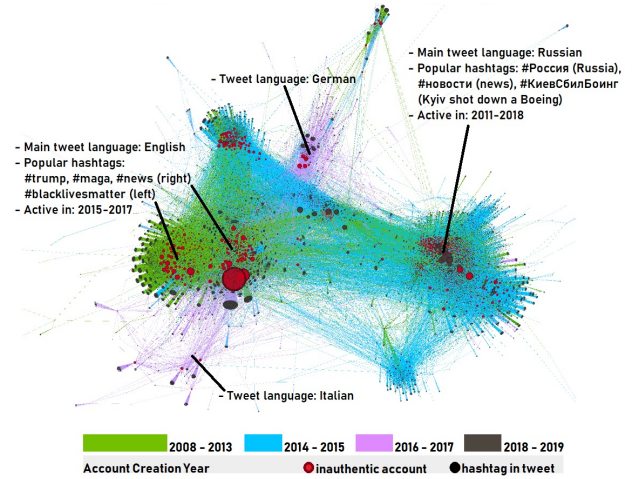 - Main tweet language: Russian
- Popular hashtags: #Россия (Russia),
#новости (news), #КиевСбилБоинг
(Kyiv shot down a Boeing)
- Active in: 2011-2018
- Tweet language: German
- Main tweet language: English
- Popular hashtags:
#trump, #maga, #news (right)
#blacklivesmatter (left)
- Active in: 2015-2017
- Tweet language: Italian
2008 - 2013
2014 - 2015
2016 - 2017
2018 - 2019
Account Creation Year
inauthentic account
hashtag in tweet